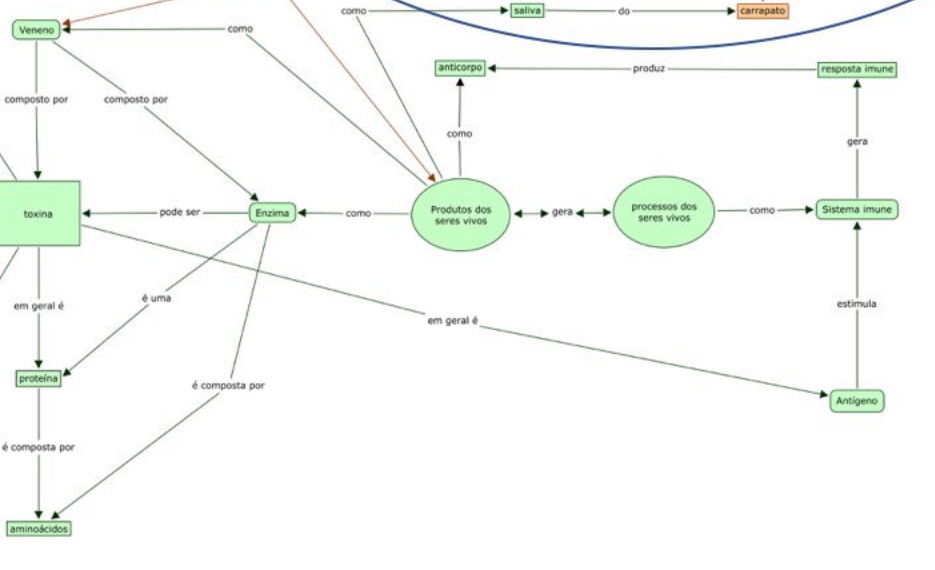 como
saliva
do
carrapato
Veneno
como
anticorpo
produz
resposta imune
composto por
composto por
como
gera
toxina
pode ser
Enzima
como
Produtos dos
seres vivos
gera
processos dos
seres vivos
como
Sistema imune
em geral é
é uma
em geral é
estimula
proteína
é composta por
Antígeno
é composta por
aminoácidos